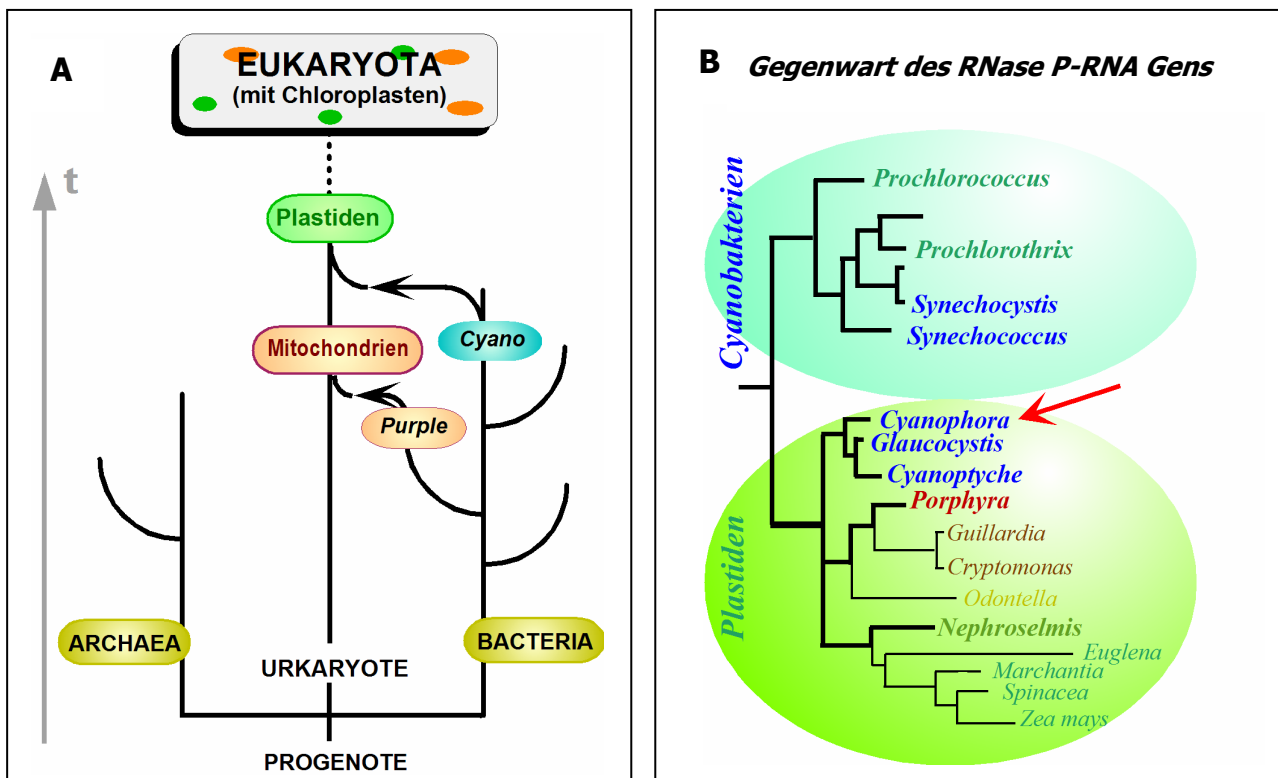 A
EUKARYOTA
(mit Chloroplasten)
t
Plastiden
Mitochondrien
Cyano
Purple
ARCHAEA
BACTERIA
URKARYOTE
PROGENOTE
B
Gegenwart des RNase P-RNA Gens
Cyanobakterien
Prochlorococcus
Prochlorothrix
Synechocystis
Synechococcus
Plastiden
Cyanophora
Glaucocystis
Cyanoptyche
Porphyra
Guillardia
Cryptomonas
Odontella
Nephroselmis
Euglena
Marchantia
Spinacea
Zea mays